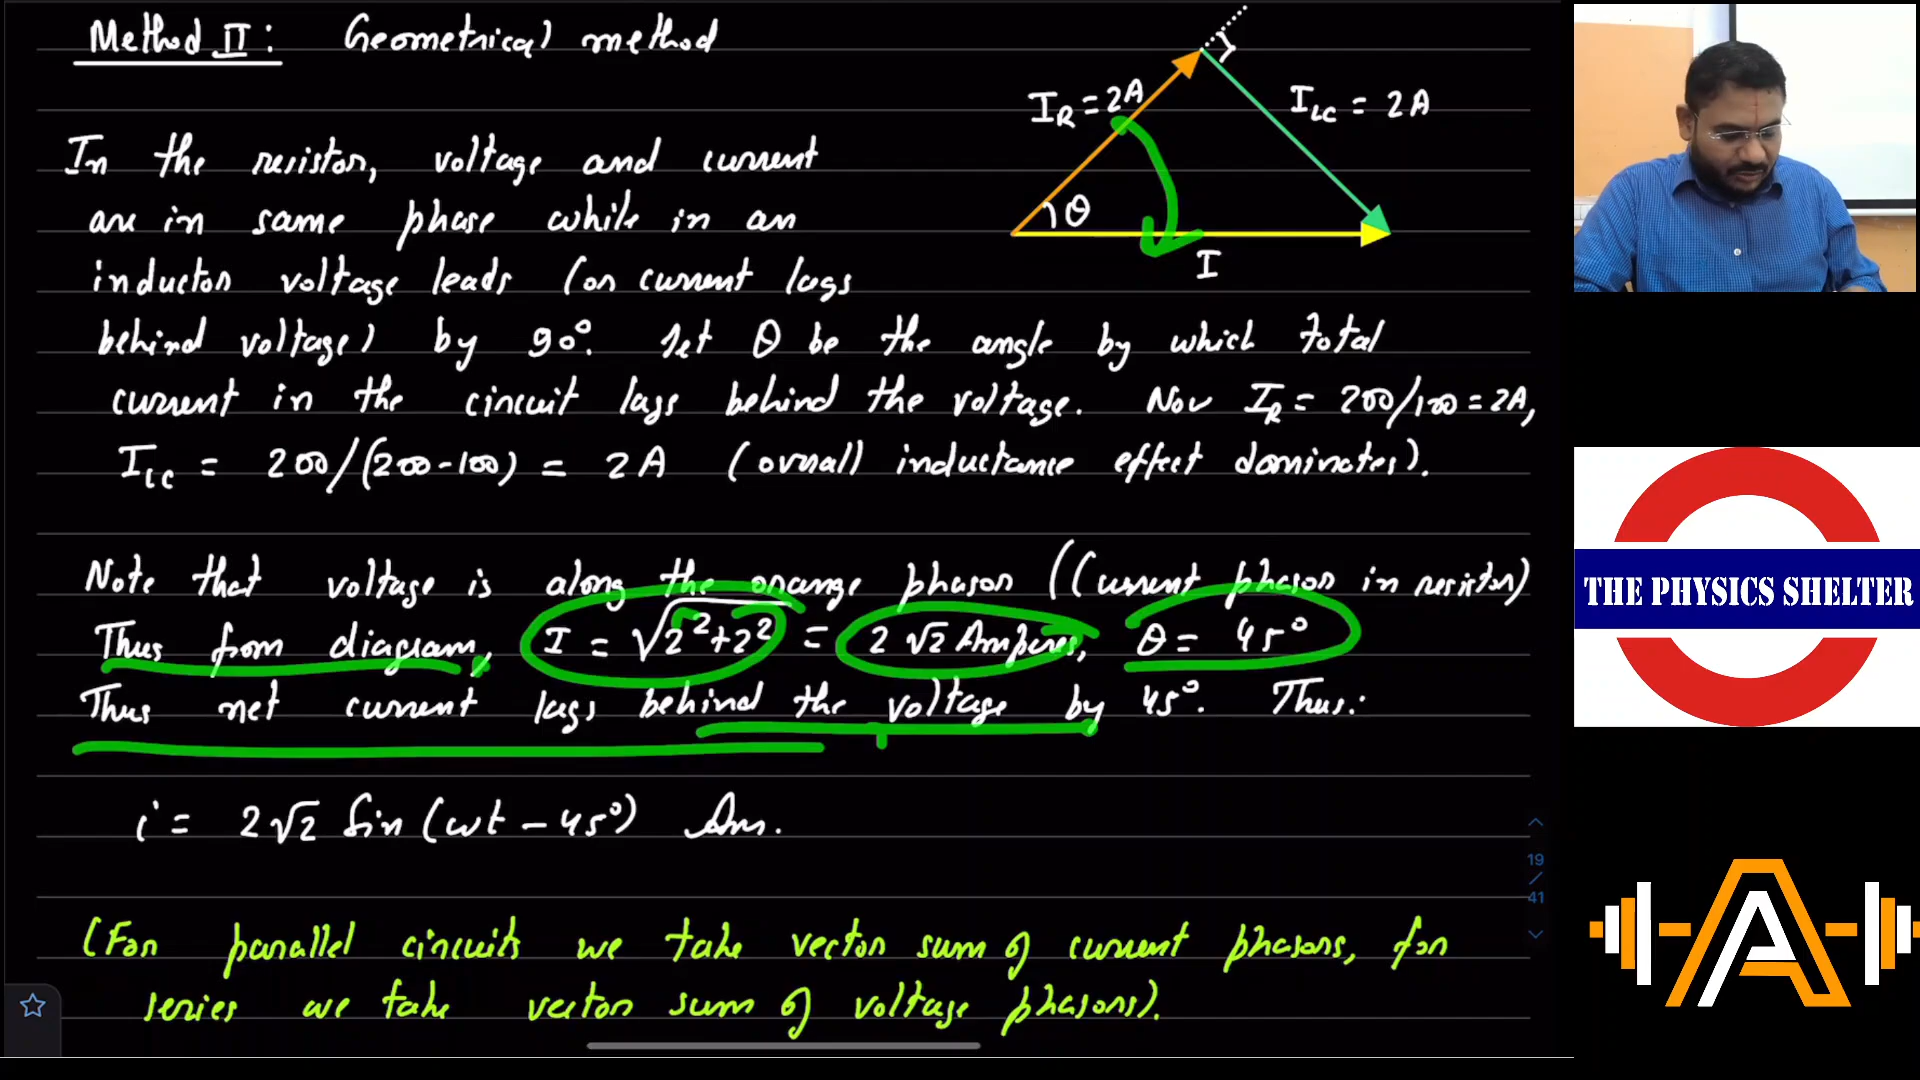 Method II: Geometrical method
I_R = 2A
I_LC = 2A
θ
I
In the resistor, voltage and current
are in same phase while in an
inductor voltage leads (or current lags
behind voltage) by 90°. Let θ be the angle by which total
current in the circuit lags behind the voltage. Now I_R = 200/100 = 2A,
I_LC = 200/(200-100) = 2A (overall inductance effect dominates).
Note that voltage is along the orange phasor (Current phasor in resistor)
Thus from diagram, I = √2²+2² = 2√2 Amperes, θ = 45°
Thus net current lags behind the voltage by 45°. Thus:
i = 2√2 Sin (ωt - 45°) Ans.
(For parallel circuits we take vector sum of current phasors, for
series we take vector sum of voltage phasors).
19
/
41
THE PHYSICS SHELTER
A